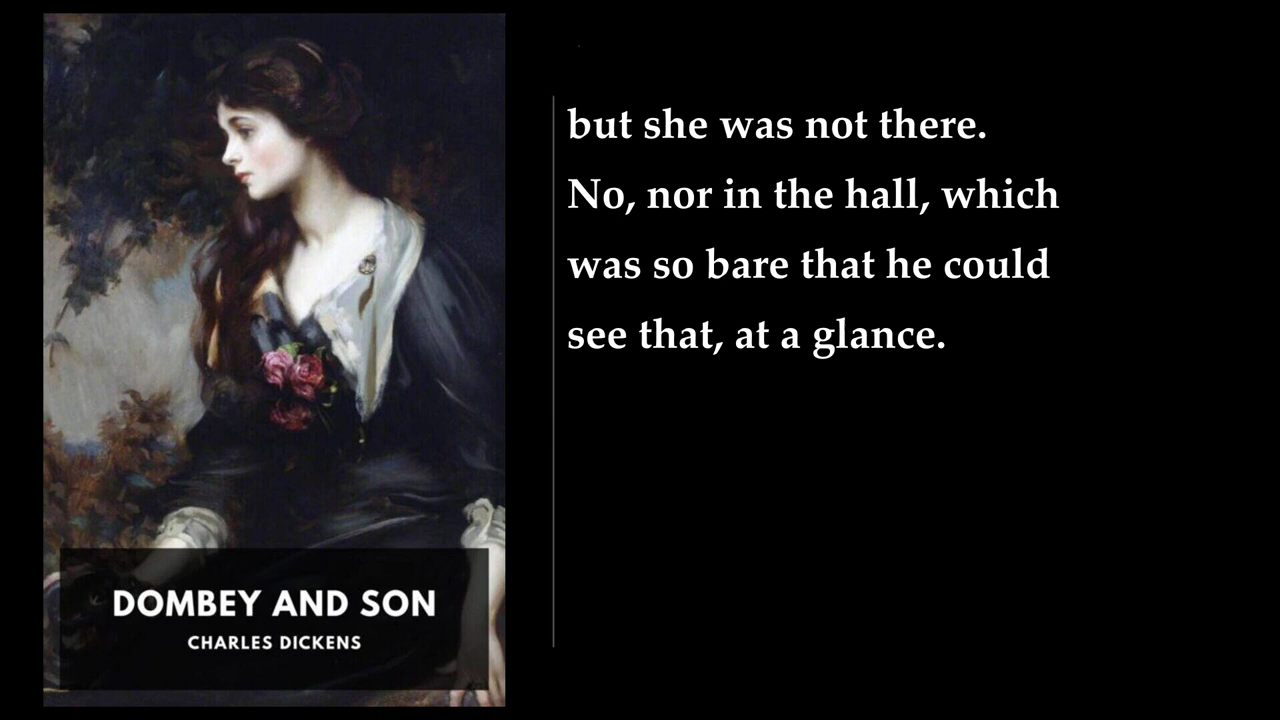 but she was not there.
No, nor in the hall, which
was so bare that he could
see that, at a glance.
DOMBEY AND SON
CHARLES DICKENS